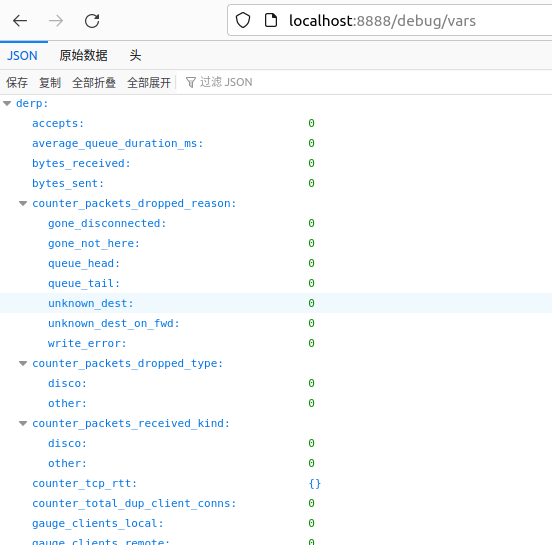 localhost:8888/debug/vars
JSON 原始数据 头
保存 复制 全部折叠 全部展开 过滤 JSON
derp:
accepts: 0
average_queue_duration_ms: 0
bytes_received: 0
bytes_sent: 0
counter_packets_dropped_reason:
gone_disconnected: 0
gone_not_here: 0
queue_head: 0
queue_tail: 0
unknown_dest: 0
unknown_dest_on_fwd: 0
write_error: 0
counter_packets_dropped_type:
disco: 0
other: 0
counter_packets_received_kind:
disco: 0
other: 0
counter_tcp_rtt: {}
counter_total_dup_client_conns: 0
gauge_clients_local: 0
gauge_clients_remote: 0